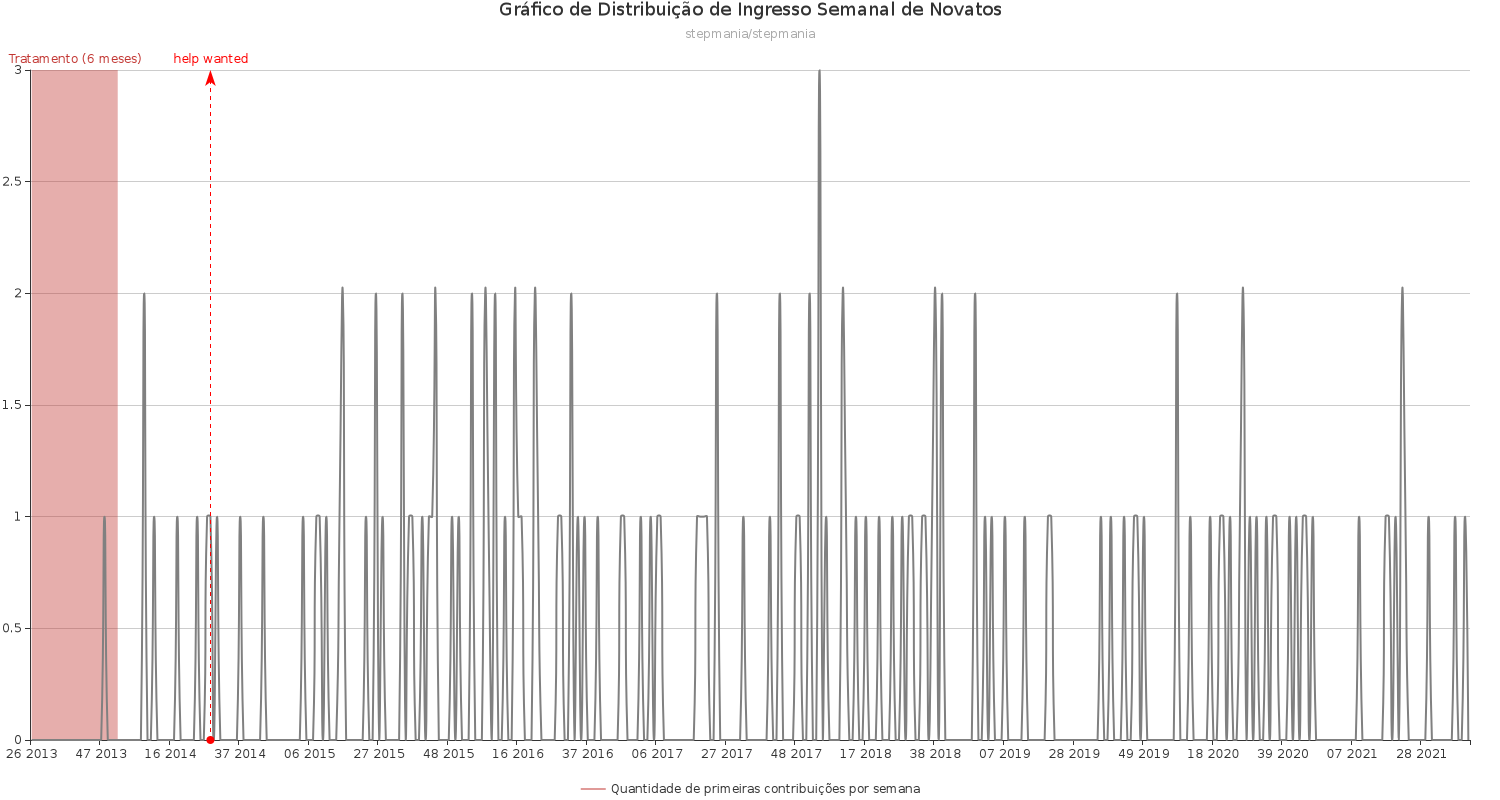 Gráfico de Distribuição de Ingresso Semanal de Novatos
stepmania/stepmania
Tratamento (6 meses) help wanted
3
2.5
2
1.5
1
0.5
0
26 2013 47 2013 16 2014 37 2014 06 2015 27 2015 48 2015 16 2016 37 2016 06 2017 27 2017 48 2017 17 2018 38 2018 07 2019 28 2019 49 2019 18 2020 39 2020 07 2021 28 2021
Quantidade de primeiras contribuições por semana